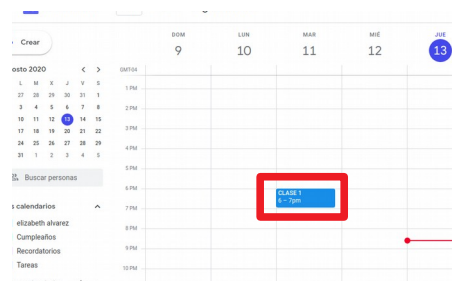 Crear
DOM LUN MAR MIÉ JUE
9 10 11 12 13
osto 2020 < >
GMT-04
L M X J V S
27 28 29 30 31 1
3 4 5 6 7 8
10 11 12 13 14 15
17 18 19 20 21 22
24 25 26 27 28 29
31 1 2 3 4 5
1 PM
2 PM
3 PM
4 PM
5 PM
6 PM
7 PM
8 PM
9 PM
10 PM
Buscar personas
CLASE 1
6 – 7pm
s calendarios
elizabeth alvarez
Cumpleaños
Recordatorios
Tareas